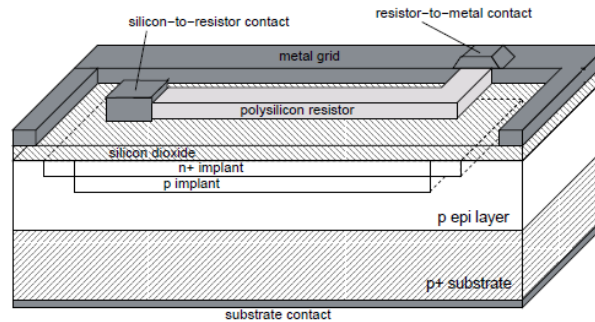 silicon-to-resistor contact
resistor-to-metal contact
metal grid
polysilicon resistor
silicon dioxide
n+ implant
p implant
p epi layer
p+ substrate
substrate contact